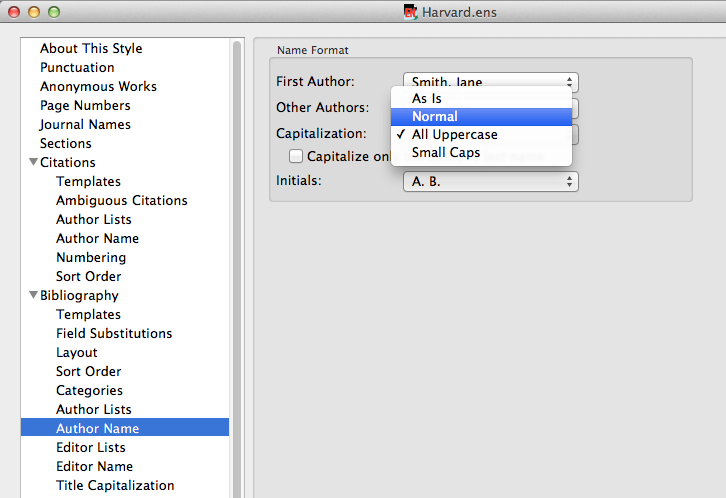 Harvard.ens
About This Style
Punctuation
Anonymous Works
Page Numbers
Journal Names
Sections
Citations
Templates
Ambiguous Citations
Author Lists
Author Name
Numbering
Sort Order
Bibliography
Templates
Field Substitutions
Layout
Sort Order
Categories
Author Lists
Author Name
Editor Lists
Editor Name
Title Capitalization
Name Format
First Author: Smith, Jane
Other Authors:
Capitalization:
As Is
Normal
✓ All Uppercase
Small Caps
Capitalize only
Initials: A. B.